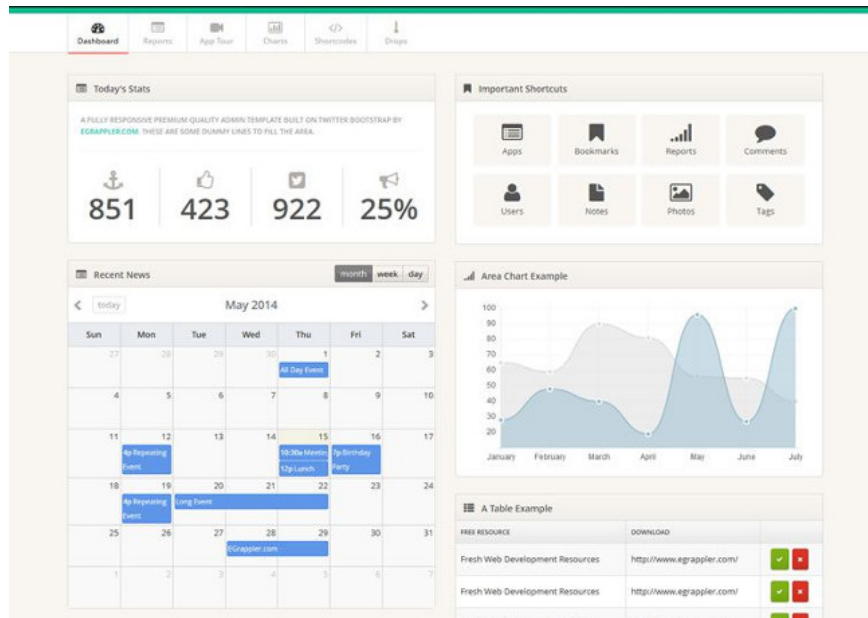 Dashboard
Reports
App Tour
Charts
Shortcodes
Drops
Today's Stats
A FULLY RESPONSIVE PREMIUM QUALITY ADMIN TEMPLATE BUILT ON TWITTER BOOTSTRAP BY
EGRAPPLER.COM. THESE ARE SOME DUMMY LINES TO FILL THE AREA.
851 423 922 25%
Important Shortcuts
Apps Bookmarks Reports Comments
Users Notes Photos Tags
Recent News
month week day
today
May 2014
Sun Mon Tue Wed Thu Fri Sat
27 28 29 30 1 2 3
All Day Event
4 5 6 7 8 9 10
11 12 13 14 15 16 17
4p Repeating
Event
10:30a Meeting
12p Lunch
7p Birthday
Party
18 19 20 21 22 23 24
4p Repeating
Event
Long Event
25 26 27 28 29 30 31
EGrappler.com
1 2 3 4 5 6 7
Area Chart Example
100
90
80
70
60
50
40
30
20
January February March April May June July
A Table Example
FREE RESOURCE DOWNLOAD
Fresh Web Development Resources http://www.egrappler.com/
Fresh Web Development Resources http://www.egrappler.com/